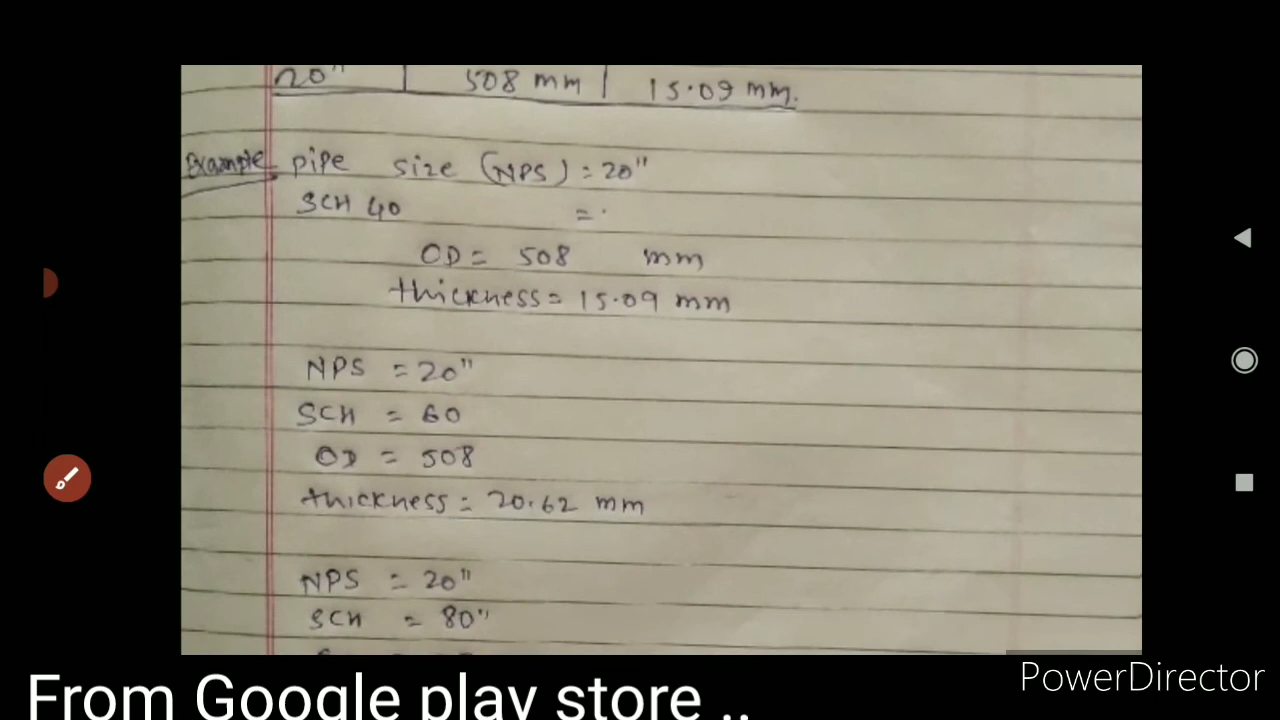 20" 508 mm 15.09 mm.
Example pipe size (NPS) = 20"
SCH 40 =
OD = 508 mm
thickness = 15.09 mm
NPS = 20"
SCH = 60
OD = 508
thickness = 20.62 mm
NPS = 20"
SCH = 80"
PowerDirector
From Google play store ..